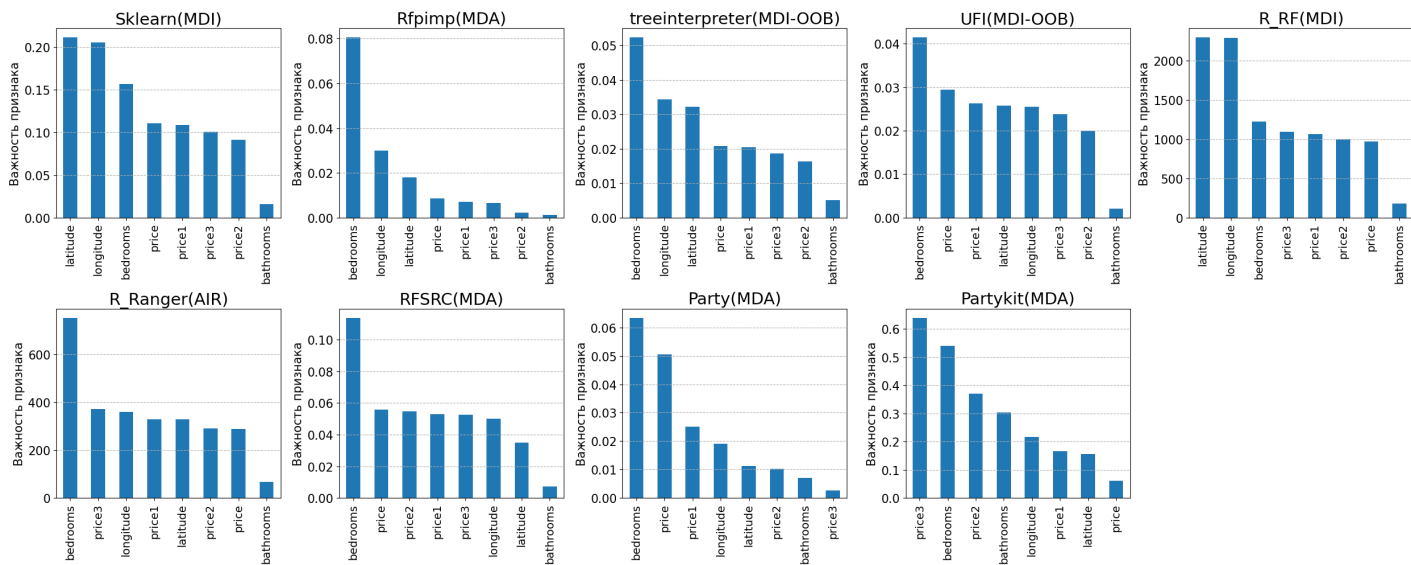 Sklearn(MDI)
Важность признака
0.20
0.15
0.10
0.05
0.00
latitude
longitude
bedrooms
price
price1
price3
price2
bathrooms
Rfpimp(MDA)
Важность признака
0.08
0.06
0.04
0.02
0.00
bedrooms
longitude
latitude
price
price1
price3
price2
bathrooms
treeinterpreter(MDI-OOB)
Важность признака
0.05
0.04
0.03
0.02
0.01
0.00
bedrooms
longitude
latitude
price
price1
price3
price2
bathrooms
UFI(MDI-OOB)
Важность признака
0.04
0.03
0.02
0.01
0.00
bedrooms
price
price1
latitude
longitude
price3
price2
bathrooms
R_RF(MDI)
Важность признака
2000
1500
1000
500
0
latitude
longitude
bedrooms
price3
price1
price2
price
bathrooms
R_Ranger(AIR)
Важность признака
600
400
200
0
bedrooms
price3
longitude
price1
latitude
price2
price
bathrooms
RFSRC(MDA)
Важность признака
0.10
0.08
0.06
0.04
0.02
0.00
bedrooms
price
price2
price1
price3
longitude
latitude
bathrooms
Party(MDA)
Важность признака
0.06
0.05
0.04
0.03
0.02
0.01
0.00
bedrooms
price
price1
longitude
latitude
price2
bathrooms
price3
Partykit(MDA)
Важность признака
0.6
0.5
0.4
0.3
0.2
0.1
0.0
price3
bedrooms
price2
bathrooms
longitude
price1
latitude
price